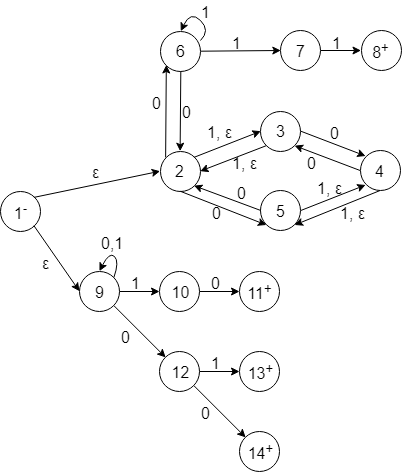 1
6 1 7 1 8+
0 0
1, ε 3 0
ε 2 1, ε 0 4
0 1, ε
1- 0 5 1, ε
ε 0,1
9 1 10 0 11+
0
12 1 13+
0
14+